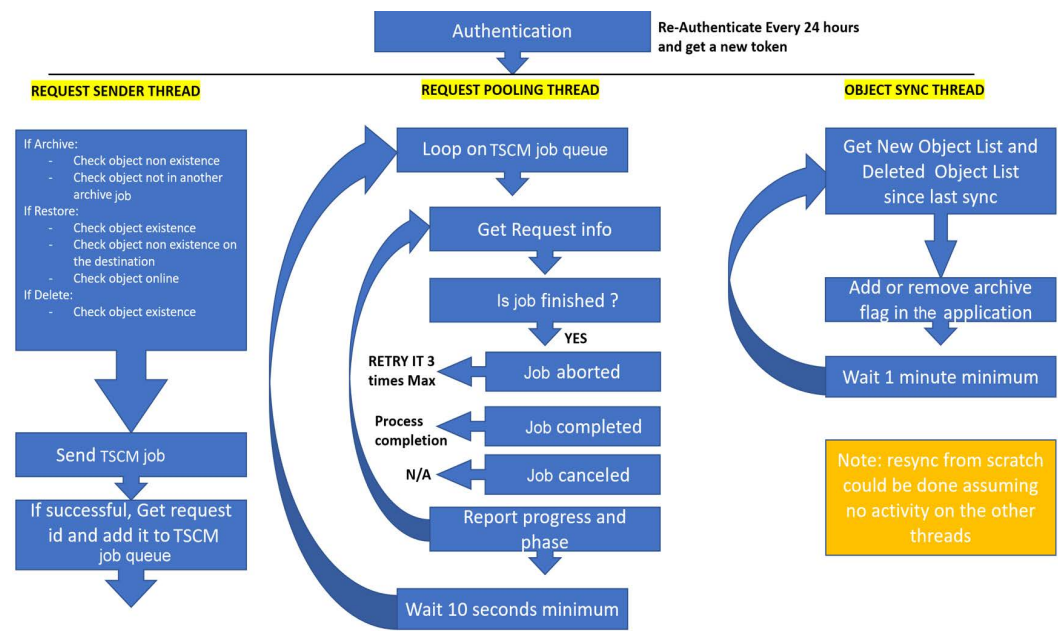 Authentication
Re-Authenticate Every 24 hours
and get a new token
REQUEST SENDER THREAD
If Archive:
- Check object non existence
- Check object not in another
archive job
If Restore:
- Check object existence
- Check object non existence on
the destination
- Check object online
If Delete:
- Check object existence
Send TSCM job
If successful, Get request
id and add it to TSCM
job queue
REQUEST POOLING THREAD
Loop on TSCM job queue
Get Request info
Is job finished ?
YES
RETRY IT 3
times Max
Job aborted
Process
completion
Job completed
N/A
Job canceled
Report progress and
phase
Wait 10 seconds minimum
OBJECT SYNC THREAD
Get New Object List and
Deleted Object List
since last sync
Add or remove archive
flag in the application
Wait 1 minute minimum
Note: resync from scratch
could be done assuming
no activity on the other
threads